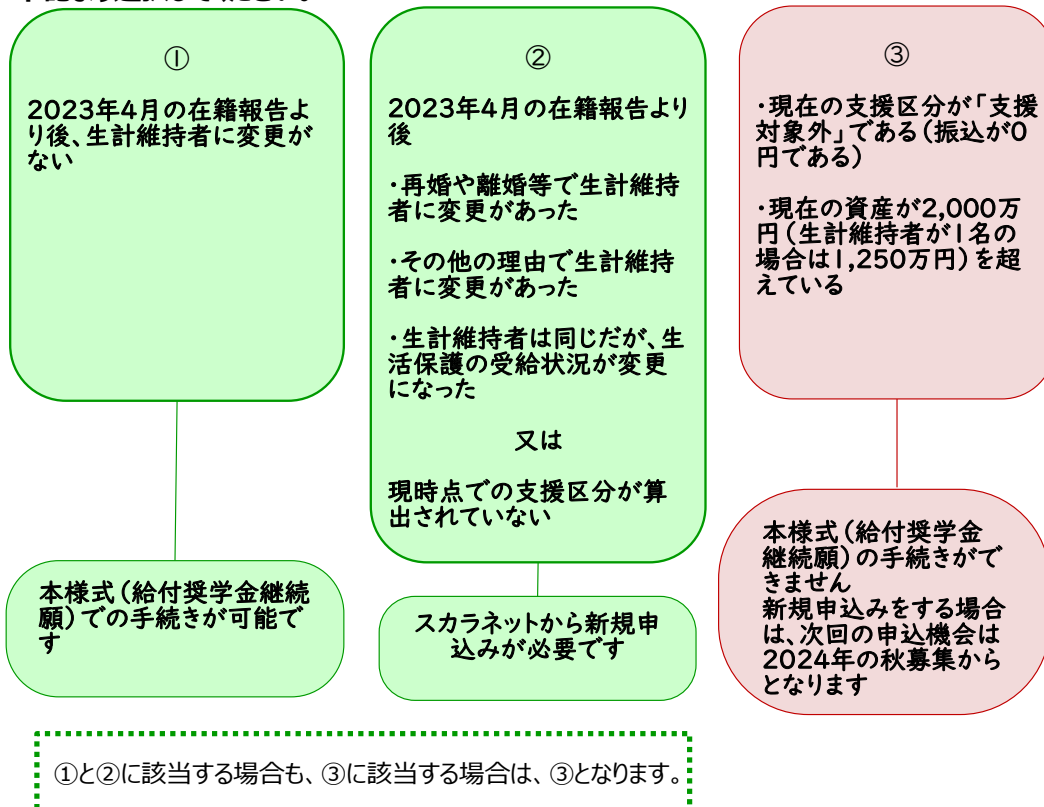 ①
2023年4月の在籍報告よ
り後、生計維持者に変更が
ない
本様式(給付奨学金継続
願)での手続きが可能で
す
②
2023年4月の在籍報告より
後
・再婚や離婚等で生計維持
者に変更があった
・その他の理由で生計維持
者に変更があった
・生計維持者は同じだが、生
活保護の受給状況が変更
になった
又は
現時点での支援区分が算
出されていない
スカラネットから新規申
込みが必要です
③
・現在の支援区分が「支援
対象外」である(振込が0
円である)
・現在の資産が2,000万
円(生計維持者が1名の
場合は1,250万円)を超
えている
本様式(給付奨学金
継続願)の手続きがで
きません
新規申込みをする場合
は、次回の申込機会は
2024年の秋募集から
となります
①と②に該当する場合も、③に該当する場合は、③となります。